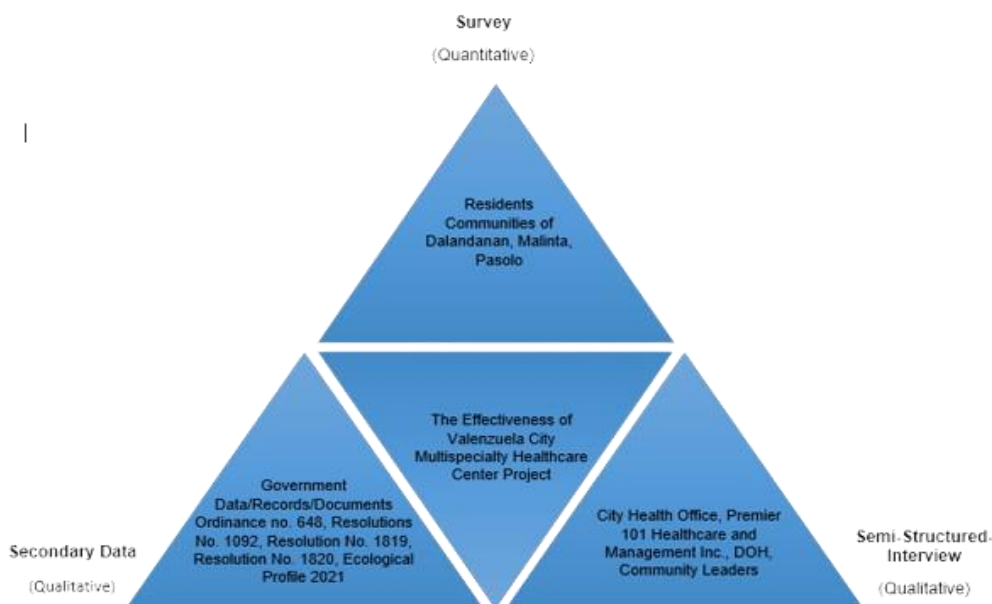 Survey
(Quantitative)
Residents
Communities of
Dalandanan, Malinta,
Pasolo
The Effectiveness of
Valenzuela City
Multispecialty Healthcare
Center Project
Government
Data/Records/Documents
Ordinance no. 648, Resolutions
No. 1092, Resolution No. 1819,
Resolution No. 1820, Ecological
Profile 2021
City Health Office, Premier
101 Healthcare and
Management Inc., DOH,
Community Leaders
Secondary Data
(Qualitative)
Semi-Structured-
Interview
(Qualitative)